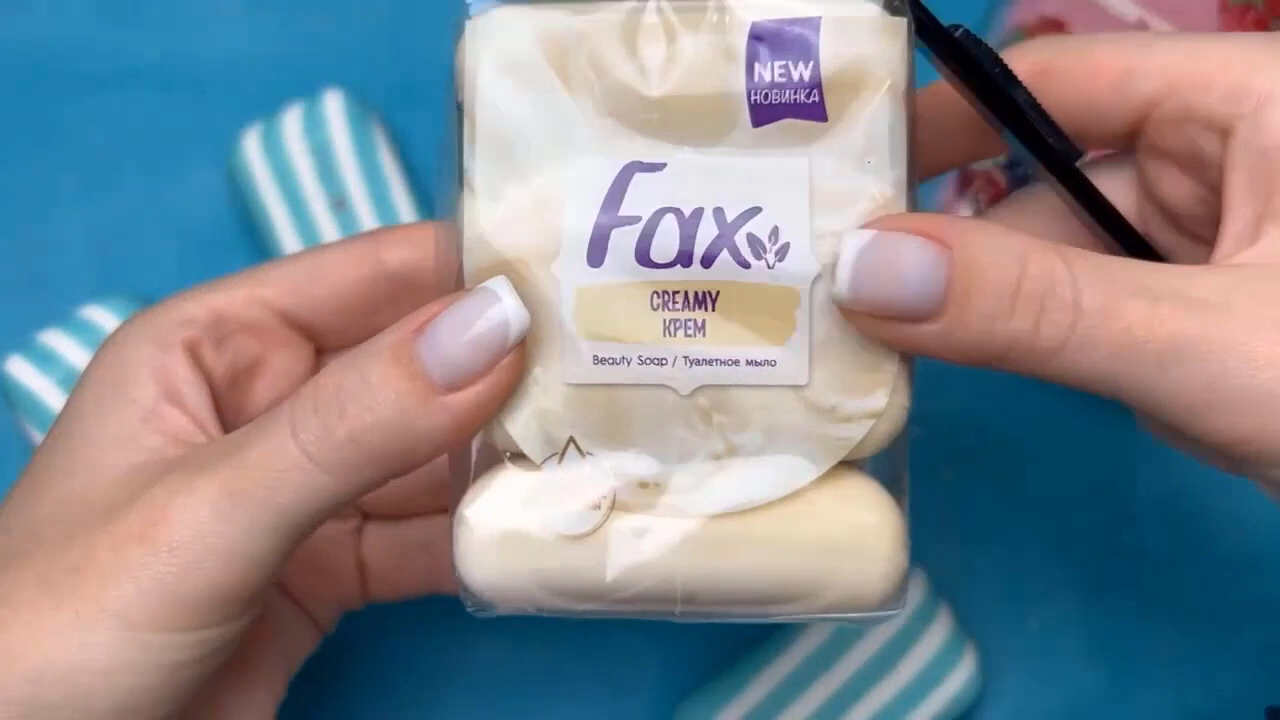 NEW
НОВИНКА
Fax
CREAMY
КРЕМ
Beauty Soap / Туалетное мыло